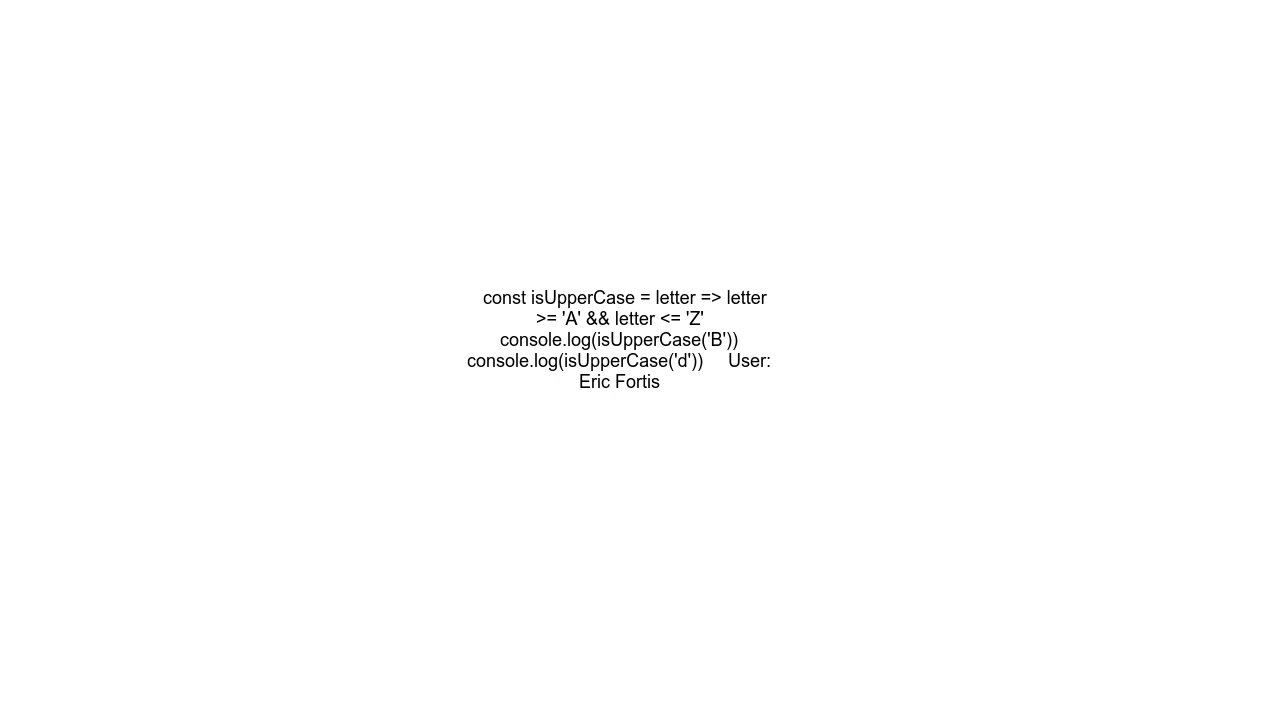 const isUpperCase = letter => letter
>= 'A' && letter <= 'Z'
console.log(isUpperCase('B'))
console.log(isUpperCase('d'))     User:
Eric Fortis